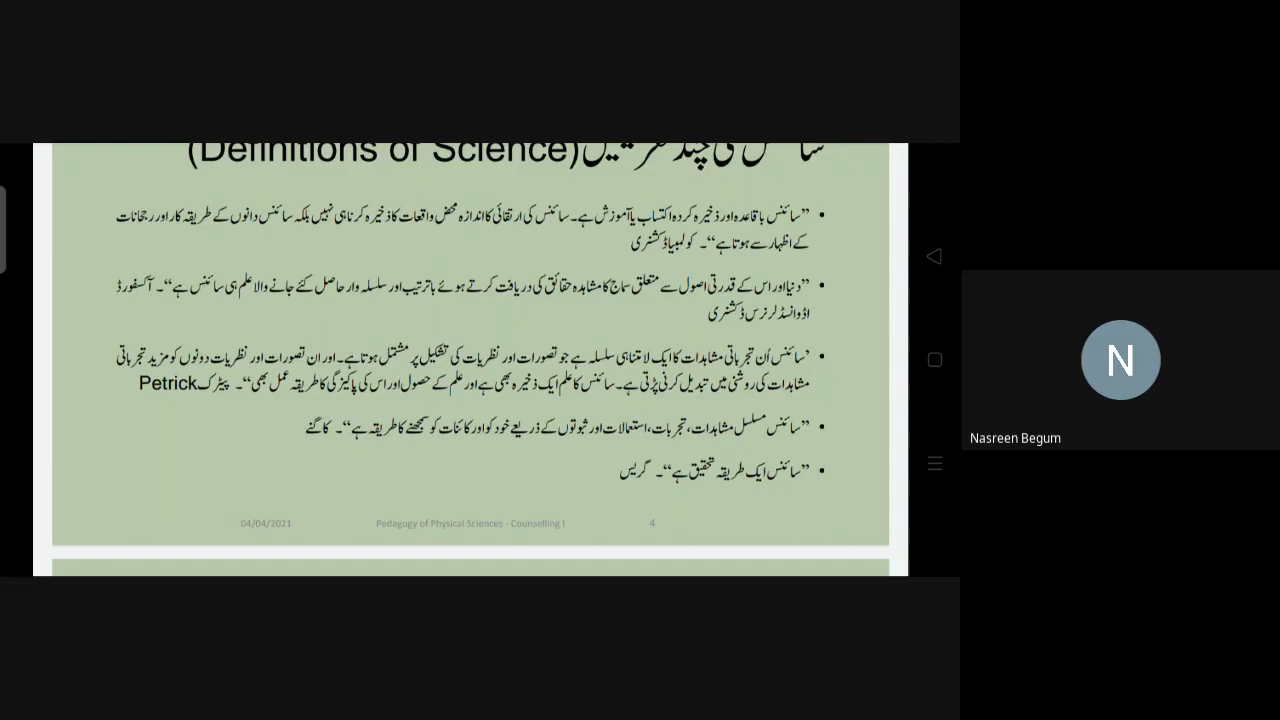 سائنس کی چند تعریفیں(Definitions of Science)
• ”سائنس باقاعدہ اور ذخیرہ کردہ اکتساب یا آموزش ہے۔ سائنس کی ارتقائی کا اندازہ محض واقعات کا ذخیرہ کرنا ہی نہیں بلکہ سائنس دانوں کے طریقہ کار اور رجحانات
کے اظہار سے ہوتا ہے“۔ کولمبیا ڈکشنری
• ”دنیا اور اس کے قدرتی اصول سے متعلق سماج کا مشاہدہ حقائق کی دریافت کرتے ہوئے باترتیب اور سلسلہ وار حاصل کئے جانے والا علم ہی سائنس ہے“۔ آکسفورڈ
اڈوانسڈ لرنرس ڈکشنری
• ’سائنس اُن تجرباتی مشاہدات کا ایک لامتناہی سلسلہ ہے جو تصورات اور نظریات کی تشکیل پر مشتمل ہوتا ہے۔ اور ان تصورات اور نظریات دونوں کو مزید تجرباتی
مشاہدات کی روشنی میں تبدیل کرنی پڑتی ہے۔ سائنس کا علم ایک ذخیرہ بھی ہے اور علم کے حصول اور اس کی پاکیزگی کا طریقہ عمل بھی“۔ پیٹرک Petrick
• ”سائنس مسلسل مشاہدات، تجربات، استعمالات اور ثبوتوں کے ذریعے خود کو اور کائنات کو سمجھنے کا طریقہ ہے“۔ کاگنے
• ”سائنس ایک طریقہ تحقیق ہے“۔ گریس
04/04/2021 Pedagogy of Physical Sciences - Counselling I 4
N
Nasreen Begum